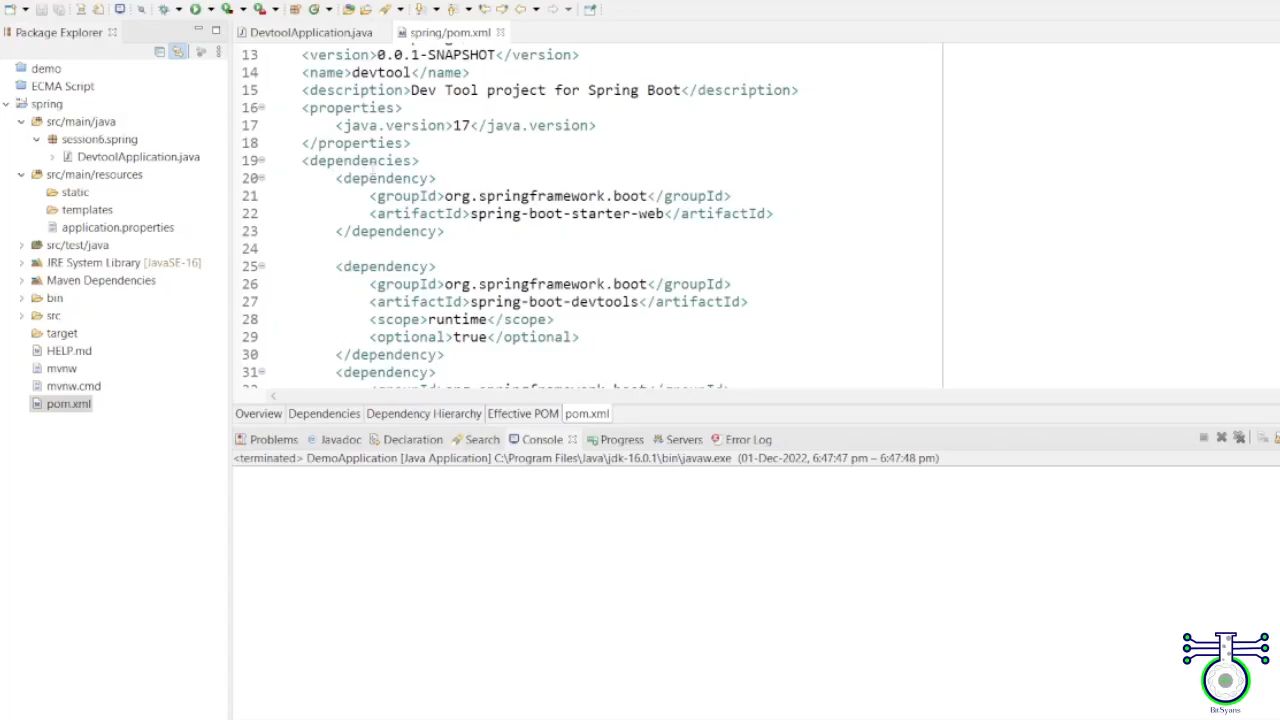 Package Explorer
DevtoolApplication.java
spring/pom.xml
demo
ECMA Script
spring
src/main/java
session6.spring
DevtoolApplication.java
src/main/resources
static
templates
application.properties
src/test/java
JRE System Library [JavaSE-16]
Maven Dependencies
bin
src
target
HELP.md
mvnw
mvnw.cmd
pom.xml
13 <version>0.0.1-SNAPSHOT</version>
14 <name>devtool</name>
15 <description>Dev Tool project for Spring Boot</description>
16 <properties>
17 <java.version>17</java.version>
18 </properties>
19 <dependencies>
20 <dependency>
21 <groupId>org.springframework.boot</groupId>
22 <artifactId>spring-boot-starter-web</artifactId>
23 </dependency>
24
25 <dependency>
26 <groupId>org.springframework.boot</groupId>
27 <artifactId>spring-boot-devtools</artifactId>
28 <scope>runtime</scope>
29 <optional>true</optional>
30 </dependency>
31 <dependency>
Overview Dependencies Dependency Hierarchy Effective POM pom.xml
Problems Javadoc Declaration Search Console Progress Servers Error Log
<terminated> DemoApplication [Java Application] C:\Program Files\Java\jdk-16.0.1\bin\javaw.exe (01-Dec-2022, 6:47:47 pm – 6:47:48 pm)
BitSyans